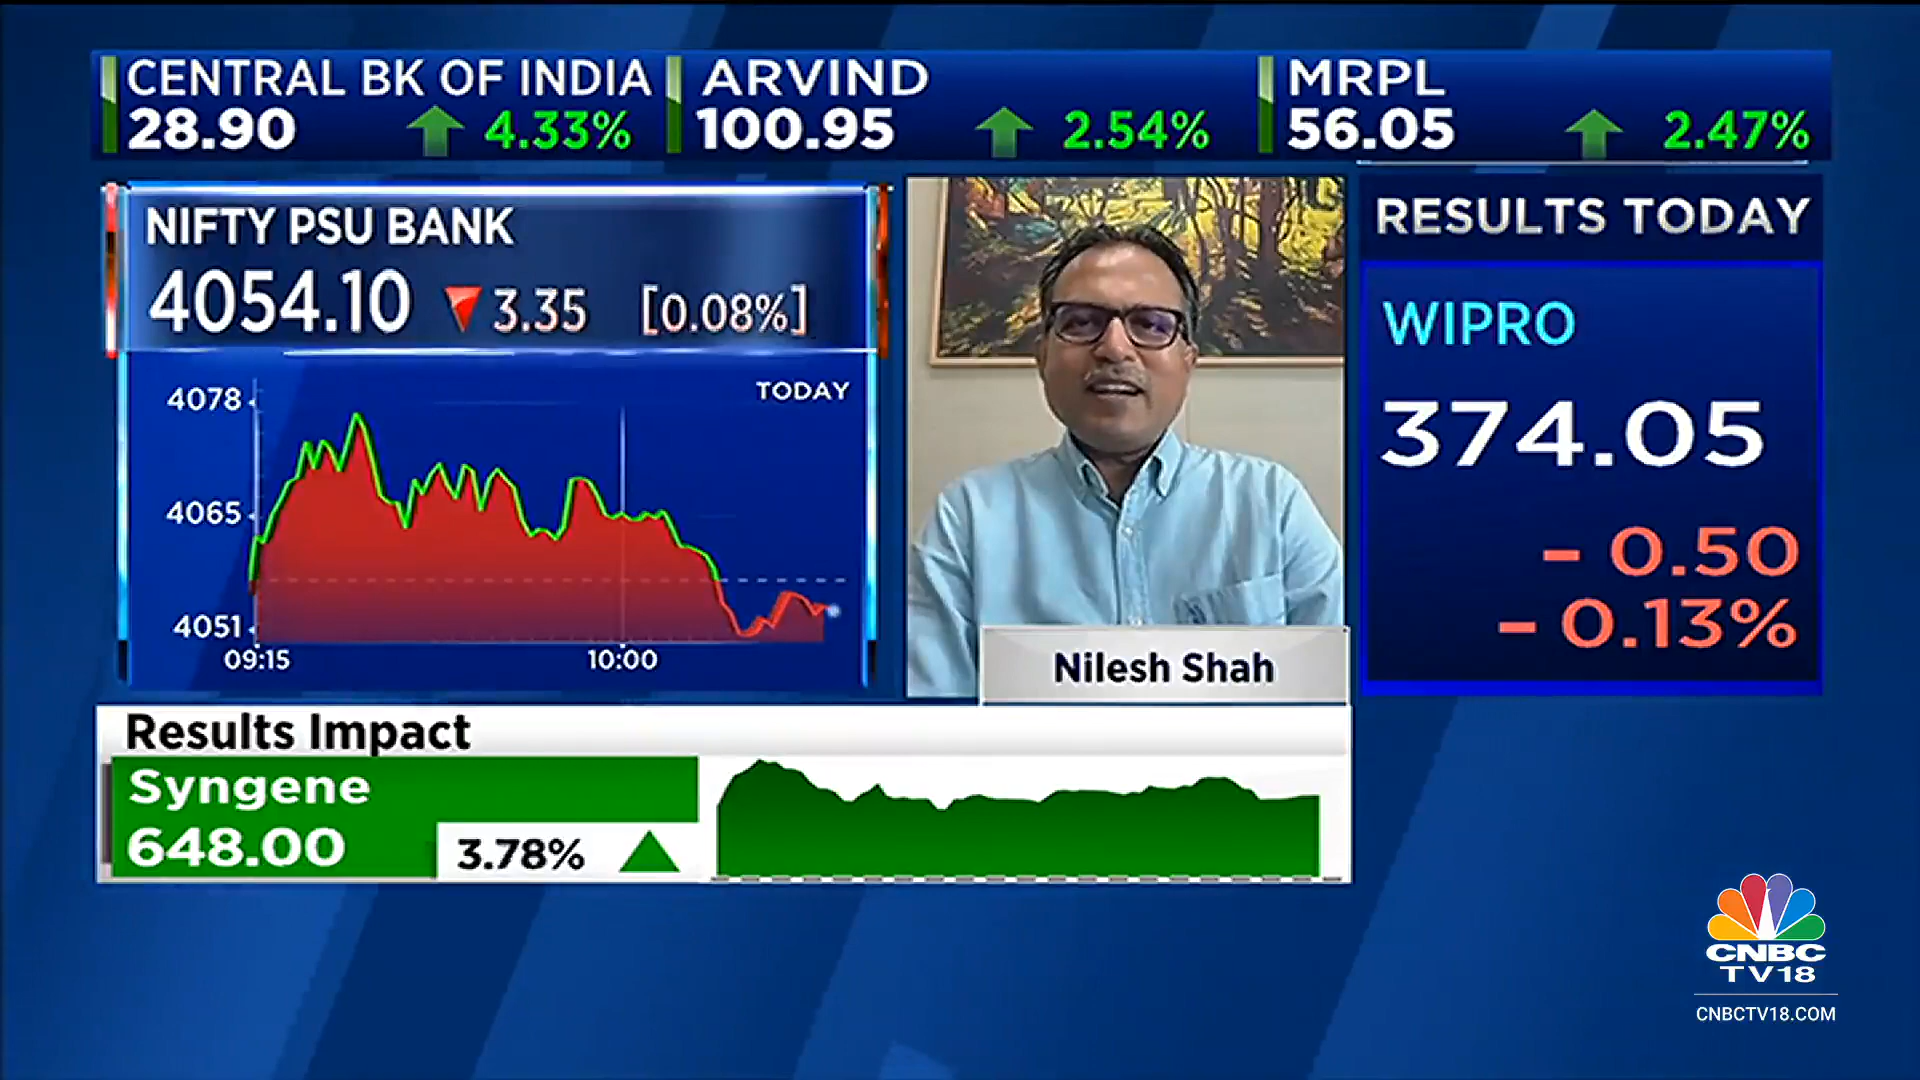 CENTRAL BK OF INDIA
28.90 4.33%
ARVIND
100.95 2.54%
MRPL
56.05 2.47%
NIFTY PSU BANK
4054.10 3.35 [0.08%]
TODAY
4078
4065
4051
09:15 10:00
Nilesh Shah
RESULTS TODAY
WIPRO
374.05
- 0.50
- 0.13%
Results Impact
Syngene
648.00 3.78%
CNBC
TV18
CNBCTV18.COM